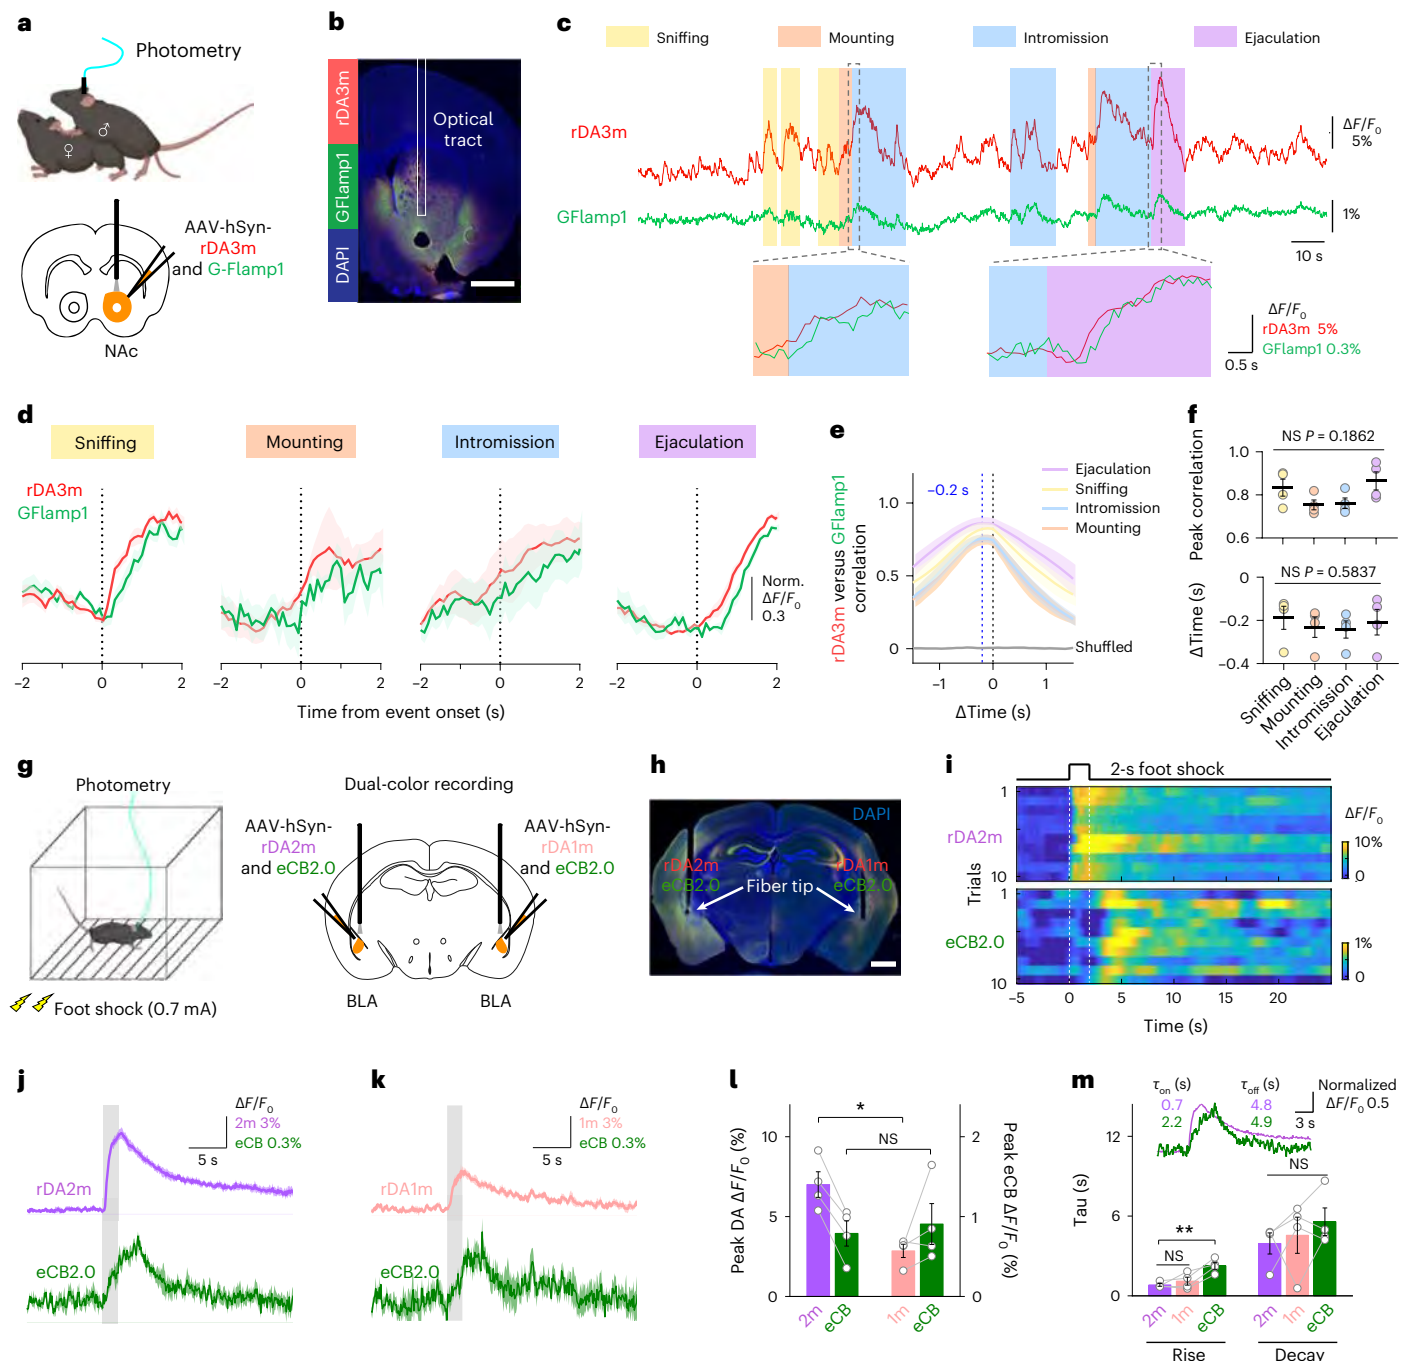 a
Photometry
♂
♀
AAV-hSyn-
rDA3m
and G-Flamp1
NAc
b
rDA3m
GFlamp1
DAPI
Optical
tract
c
Sniffing
Mounting
Intromission
Ejaculation
rDA3m
ΔF/F0
5%
GFlamp1
1%
10 s
ΔF/F0
rDA3m 5%
GFlamp1 0.3%
0.5 s
d
Sniffing
Mounting
Intromission
Ejaculation
rDA3m
GFlamp1
Norm.
ΔF/F0
0.3
−2 0 2
−2 0 2
−2 0 2
−2 0 2
Time from event onset (s)
e
−0.2 s
Ejaculation
Sniffing
Intromission
Mounting
1.0
0.5
0
Shuffled
rDA3m versus GFlamp1
correlation
−1 0 1
ΔTime (s)
f
NS P = 0.1862
1.0
0.8
0.6
Peak correlation
NS P = 0.5837
0
−0.2
−0.4
ΔTime (s)
Sniffing
Mounting
Intromission
Ejaculation
g
Photometry
Foot shock (0.7 mA)
Dual-color recording
AAV-hSyn-
rDA2m
and eCB2.0
AAV-hSyn-
rDA1m
and eCB2.0
BLA
BLA
h
DAPI
rDA2m
eCB2.0
rDA1m
eCB2.0
Fiber tip
i
2-s foot shock
1
rDA2m
10
Trials
1
eCB2.0
10
ΔF/F0
10%
0
1%
0
−5 0 5 10 15 20
Time (s)
j
ΔF/F0
2m 3%
eCB 0.3%
5 s
rDA2m
eCB2.0
k
ΔF/F0
1m 3%
eCB 0.3%
5 s
rDA1m
eCB2.0
l
*
NS
10
5
0
Peak DA ΔF/F0 (%)
2
1
0
Peak eCB ΔF/F0 (%)
2m
eCB
1m
eCB
m
τon (s)
0.7
2.2
τoff (s)
4.8
4.9
Normalized
ΔF/F0 0.5
3 s
12
6
0
Tau (s)
**
NS
NS
2m
1m
eCB
2m
1m
eCB
Rise
Decay